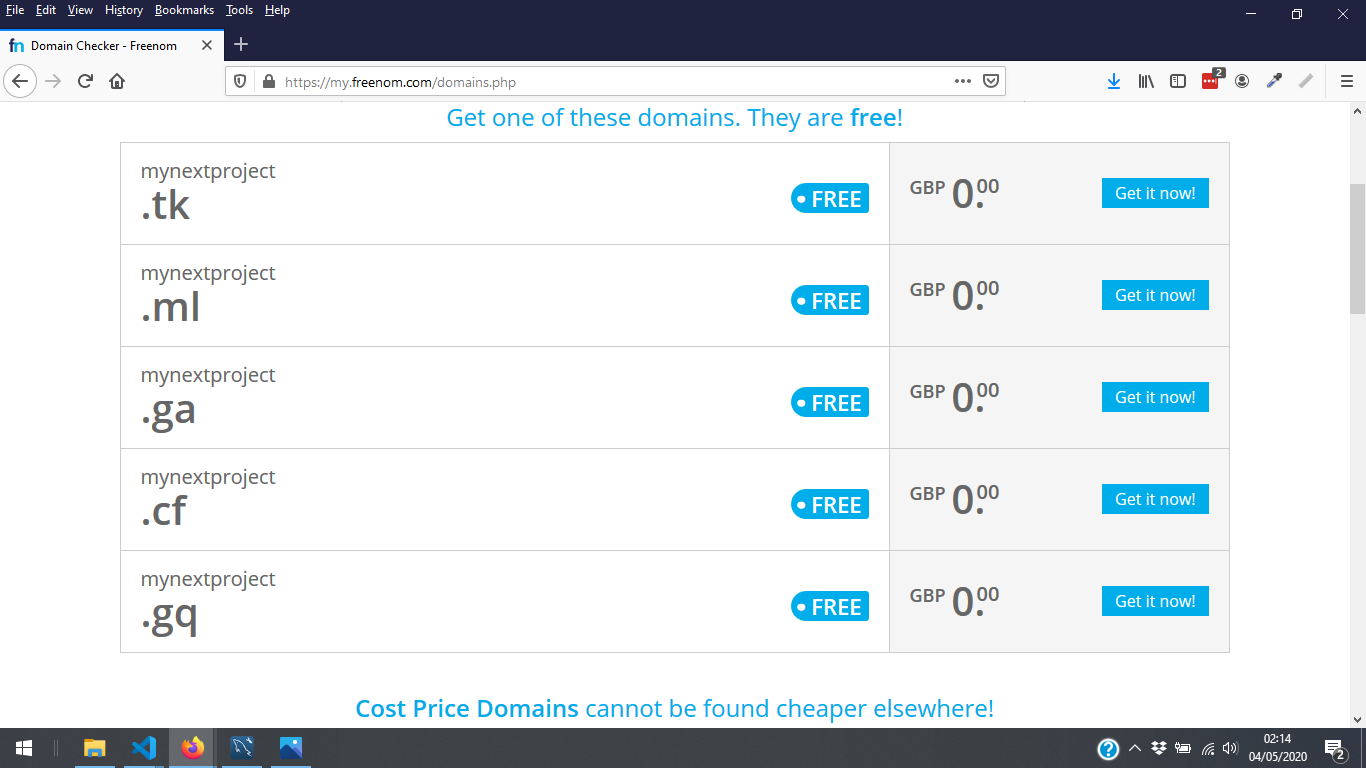 File Edit View History Bookmarks Tools Help
fn Domain Checker - Freenom
https://my.freenom.com/domains.php
2
Get one of these domains. They are free!
mynextproject
.tk
FREE
GBP 0.00
Get it now!
mynextproject
.ml
FREE
GBP 0.00
Get it now!
mynextproject
.ga
FREE
GBP 0.00
Get it now!
mynextproject
.cf
FREE
GBP 0.00
Get it now!
mynextproject
.gq
FREE
GBP 0.00
Get it now!
Cost Price Domains cannot be found cheaper elsewhere!
02:14
04/05/2020
2